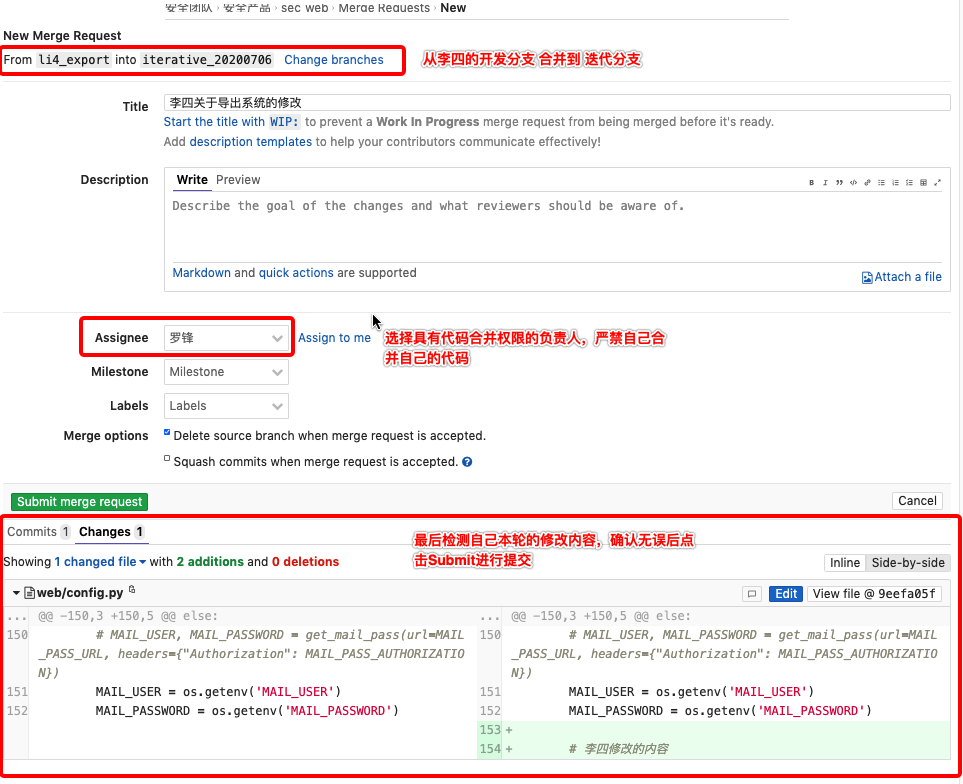 安全团队 › 安全产品 › sec web › Merge Requests › New
New Merge Request
From li4_export into iterative_20200706 Change branches
从李四的开发分支 合并到 迭代分支
Title
李四关于导出系统的修改
Start the title with WIP: to prevent a Work In Progress merge request from being merged before it's ready.
Add description templates to help your contributors communicate effectively!
Description
Write Preview
Describe the goal of the changes and what reviewers should be aware of.
Markdown and quick actions are supported
Attach a file
Assignee 罗锋 Assign to me
选择具有代码合并权限的负责人，严禁自己合
并自己的代码
Milestone Milestone
Labels Labels
Merge options
Delete source branch when merge request is accepted.
Squash commits when merge request is accepted.
Submit merge request
Cancel
Commits 1 Changes 1
最后检测自己本轮的修改内容，确认无误后点
击Submit进行提交
Showing 1 changed file with 2 additions and 0 deletions
Inline Side-by-side
web/config.py
Edit View file @ 9eefa05f
... @@ -150,3 +150,5 @@ else:
150 # MAIL_USER, MAIL_PASSWORD = get_mail_pass(url=MAIL
_PASS_URL, headers={"Authorization": MAIL_PASS_AUTHORIZATIO
N})
151 MAIL_USER = os.getenv('MAIL_USER')
152 MAIL_PASSWORD = os.getenv('MAIL_PASSWORD')
... @@ -150,3 +150,5 @@ else:
150 # MAIL_USER, MAIL_PASSWORD = get_mail_pass(url=MAIL
_PASS_URL, headers={"Authorization": MAIL_PASS_AUTHORIZATIO
N})
151 MAIL_USER = os.getenv('MAIL_USER')
152 MAIL_PASSWORD = os.getenv('MAIL_PASSWORD')
153 +
154 + # 李四修改的内容